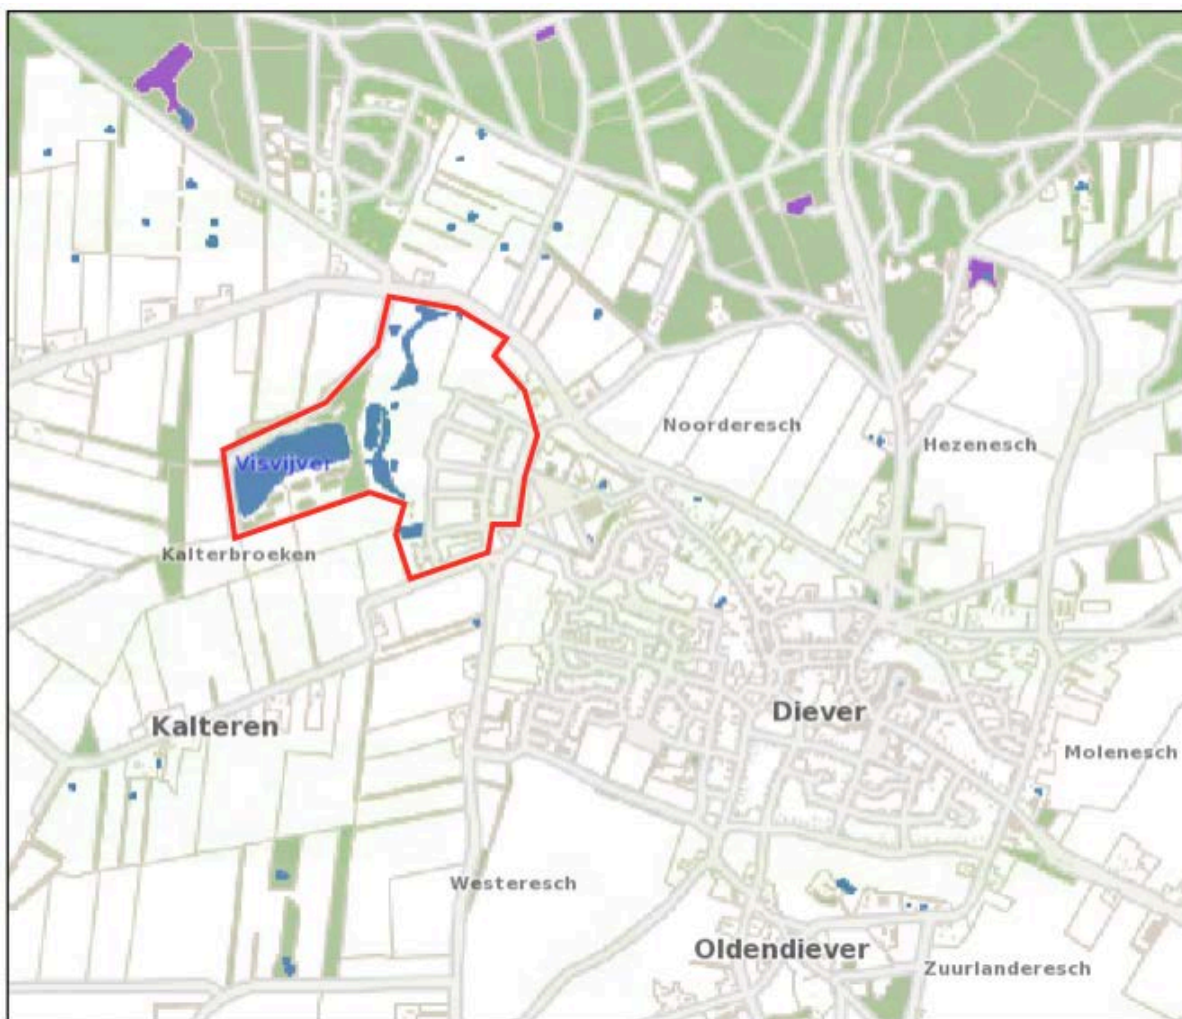 Noorderesch
Hezenesch
Visvijver
Kalterbroeken
Kalteren
Diever
Molenesch
Westeresch
Oldendiever
Zuurlanderesch